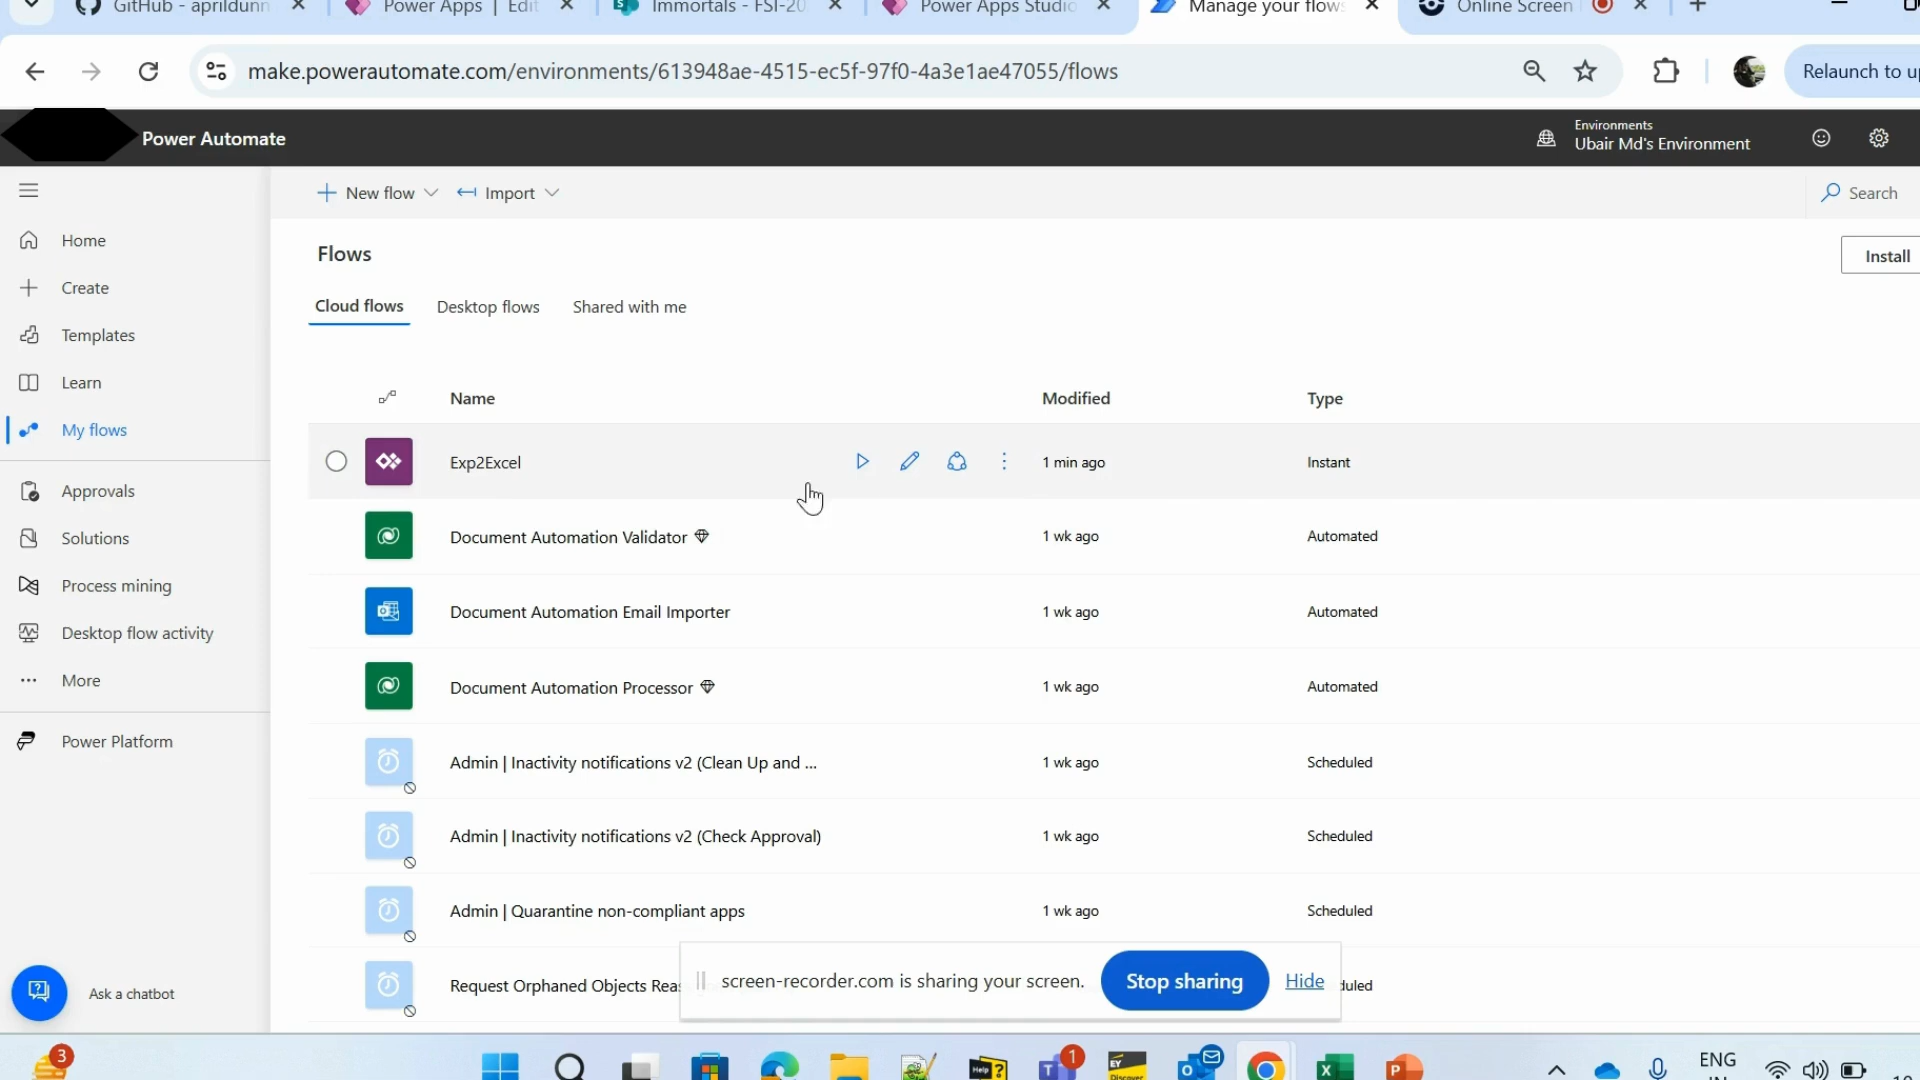 GitHub - aprildunn
Power Apps | Edit
Immortals - FSI-20
Power Apps Studio
Manage your flows
Online Screen
make.powerautomate.com/environments/613948ae-4515-ec5f-97f0-4a3e1ae47055/flows
Relaunch to up
Power Automate
Environments
Ubair Md's Environment
New flow
Import
Search
Home
Create
Templates
Learn
My flows
Approvals
Solutions
Process mining
Desktop flow activity
More
Power Platform
Ask a chatbot
Flows
Install
Cloud flows
Desktop flows
Shared with me
Name
Modified
Type
Exp2Excel
1 min ago
Instant
Document Automation Validator
1 wk ago
Automated
Document Automation Email Importer
1 wk ago
Automated
Document Automation Processor
1 wk ago
Automated
Admin | Inactivity notifications v2 (Clean Up and ...
1 wk ago
Scheduled
Admin | Inactivity notifications v2 (Check Approval)
1 wk ago
Scheduled
Admin | Quarantine non-compliant apps
1 wk ago
Scheduled
Request Orphaned Objects Reas
screen-recorder.com is sharing your screen.
Stop sharing
Hide
duled
3
Help ?
T
1
EY
Discover
X
P
ENG